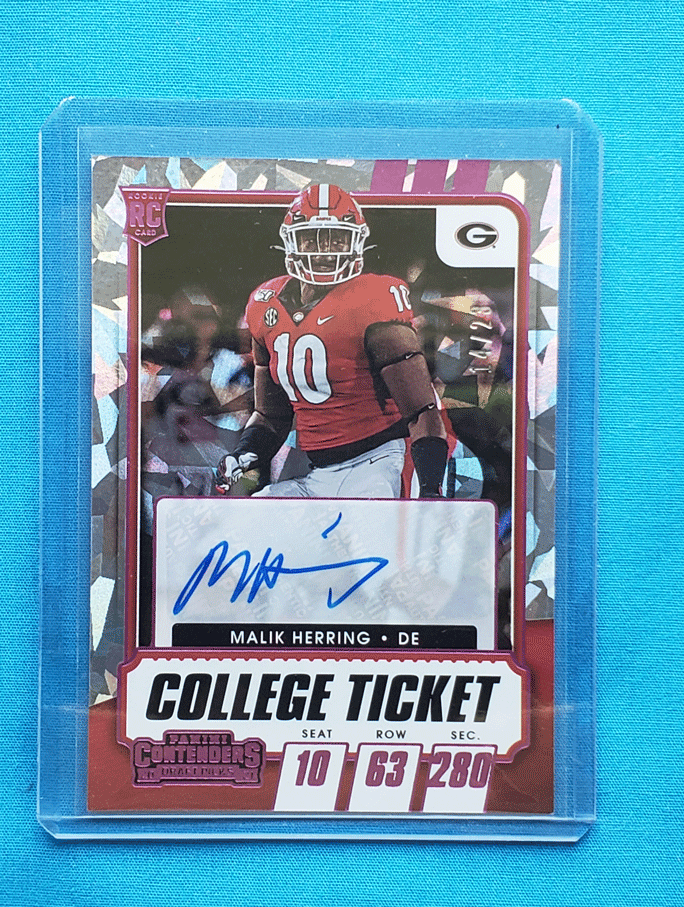 ROOKIE
RC
CARD
G
10
SEC
10
MALIK HERRING • DE
COLLEGE TICKET
SEAT ROW SEC.
10 63 280
PANINI
CONTENDERS
DRAFT PICKS